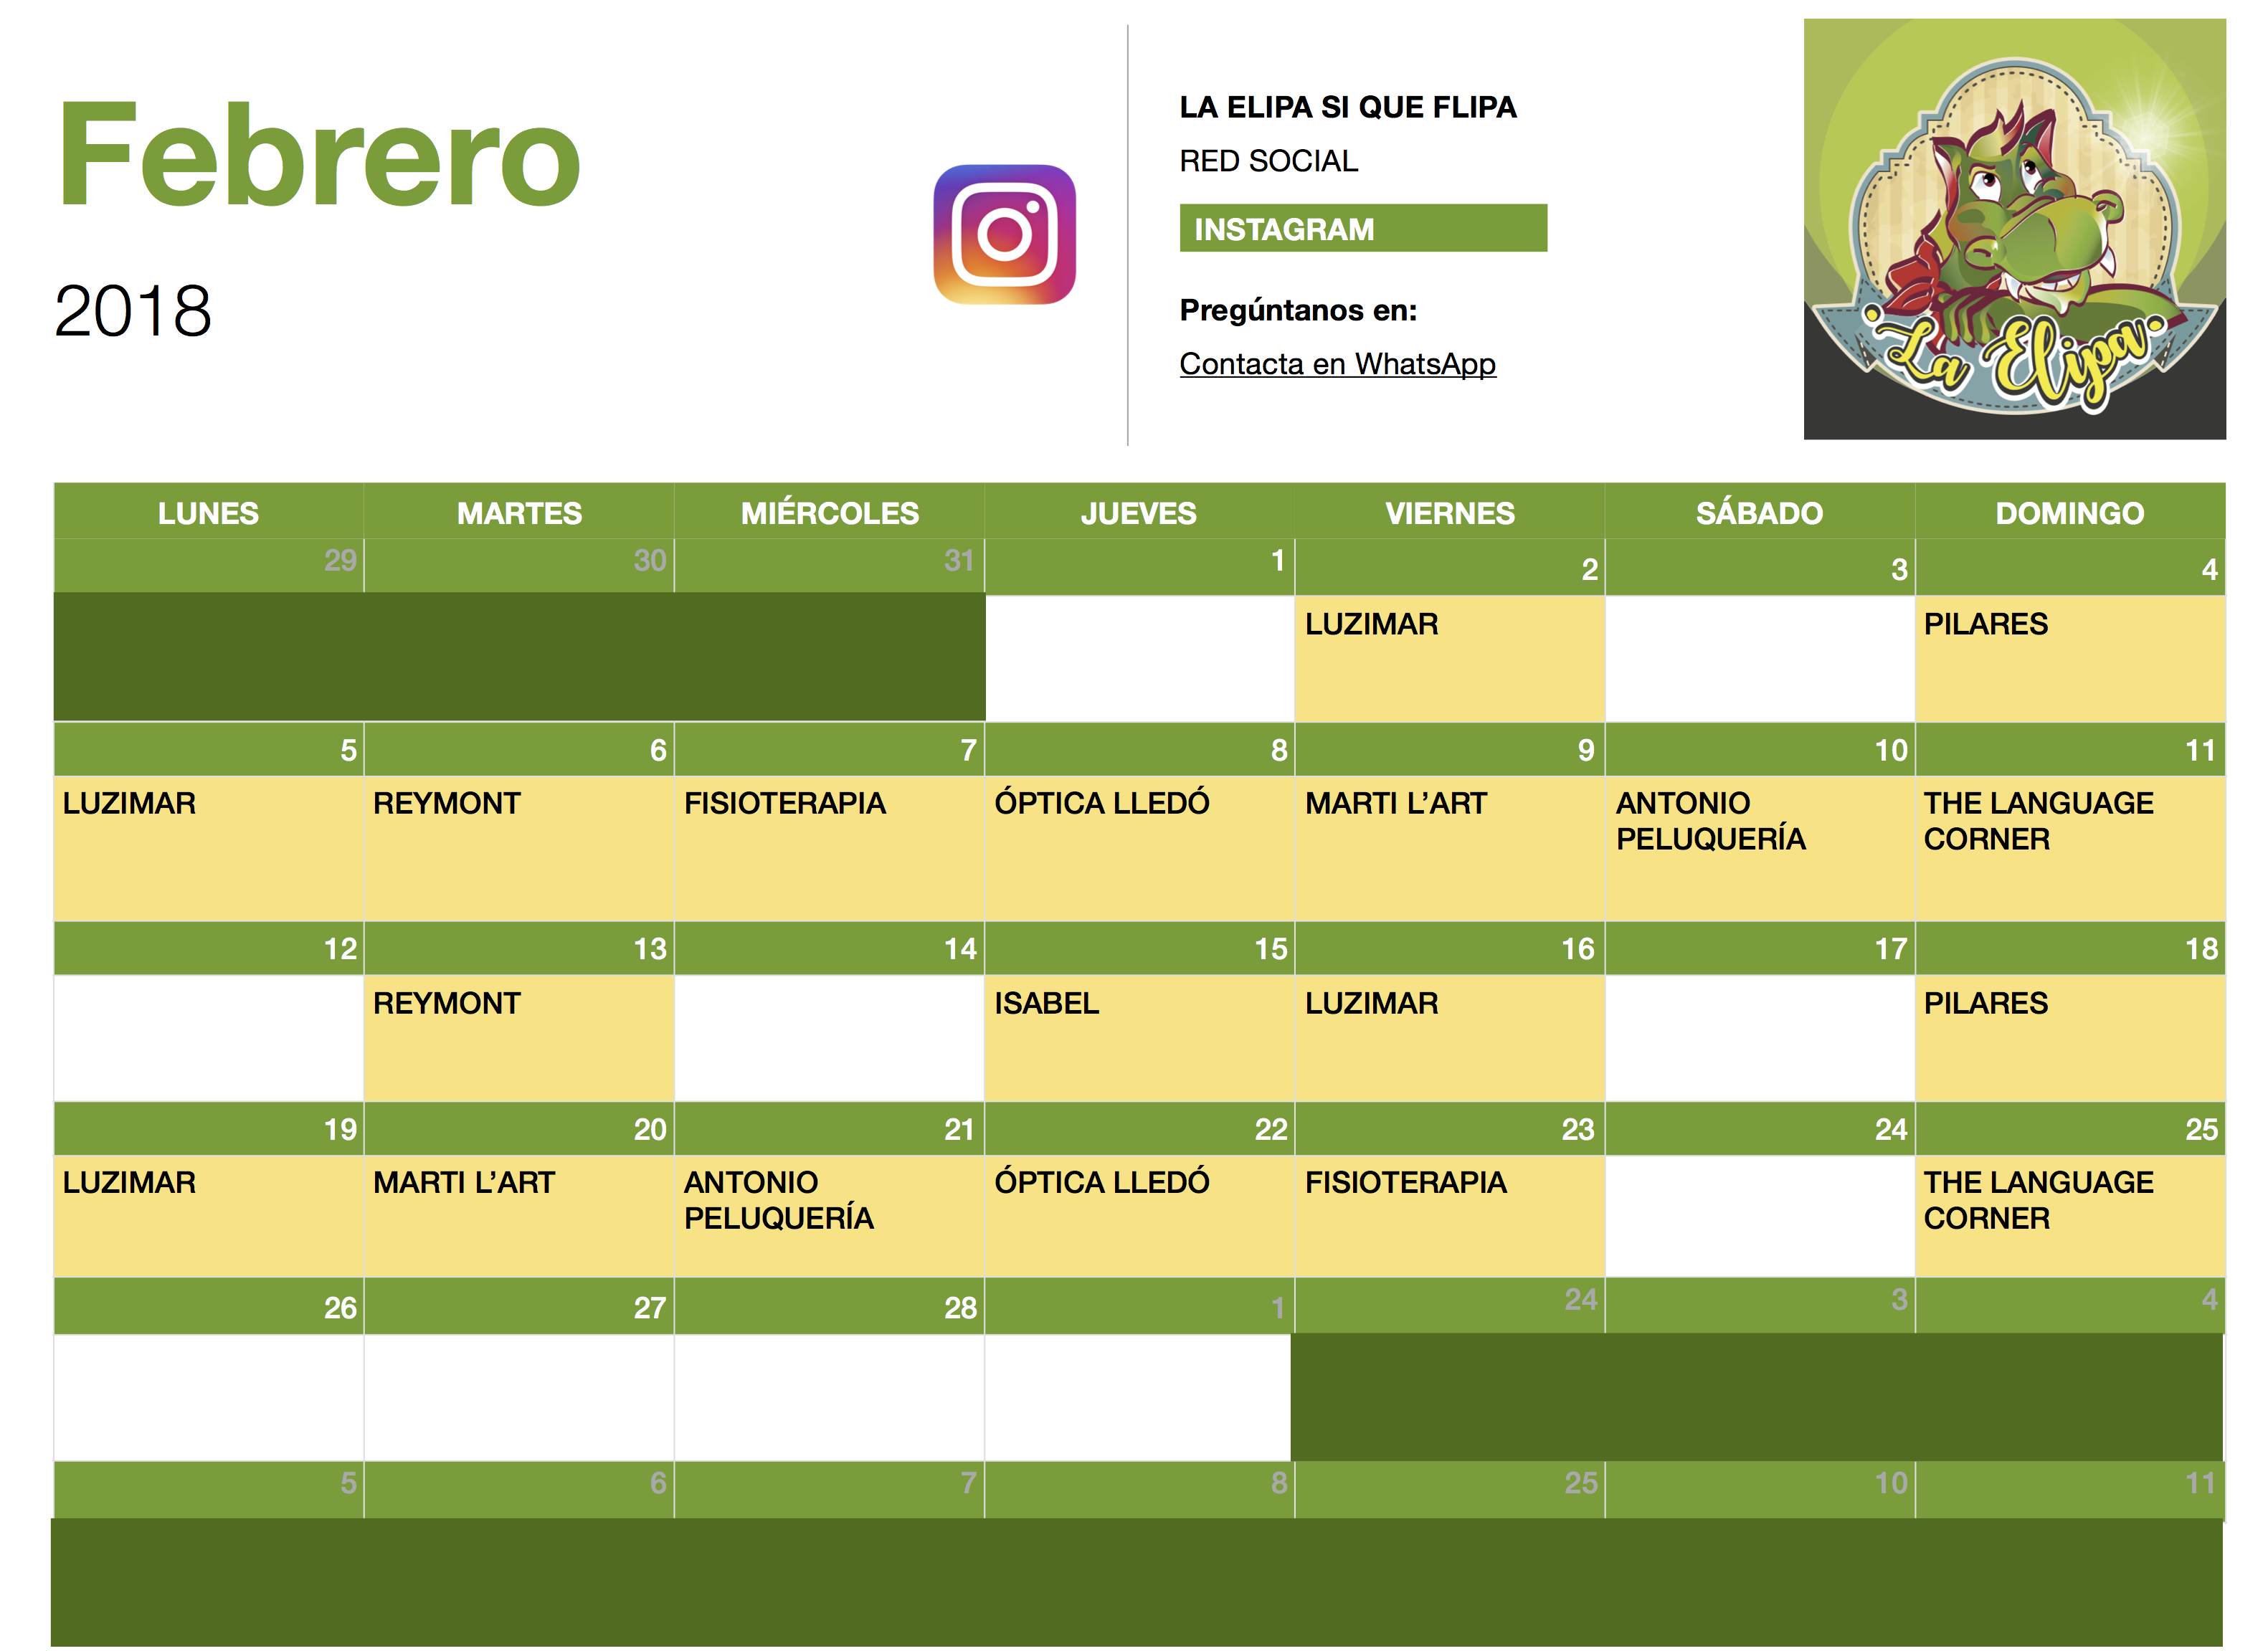 Febrero
2018
LA ELIPA SI QUE FLIPA
RED SOCIAL
INSTAGRAM
Pregúntanos en:
Contacta en WhatsApp
La Elipa
LUNES MARTES MIÉRCOLES JUEVES VIERNES SÁBADO DOMINGO
29 30 31 1 2 3 4
LUZIMAR PILARES
5 6 7 8 9 10 11
LUZIMAR REYMONT FISIOTERAPIA ÓPTICA LLEDÓ MARTI L’ART ANTONIO THE LANGUAGE
PELUQUERÍA CORNER
12 13 14 15 16 17 18
REYMONT ISABEL LUZIMAR PILARES
19 20 21 22 23 24 25
LUZIMAR MARTI L’ART ANTONIO ÓPTICA LLEDÓ FISIOTERAPIA THE LANGUAGE
PELUQUERÍA CORNER
26 27 28 1 24 3 4
5 6 7 8 25 10 11